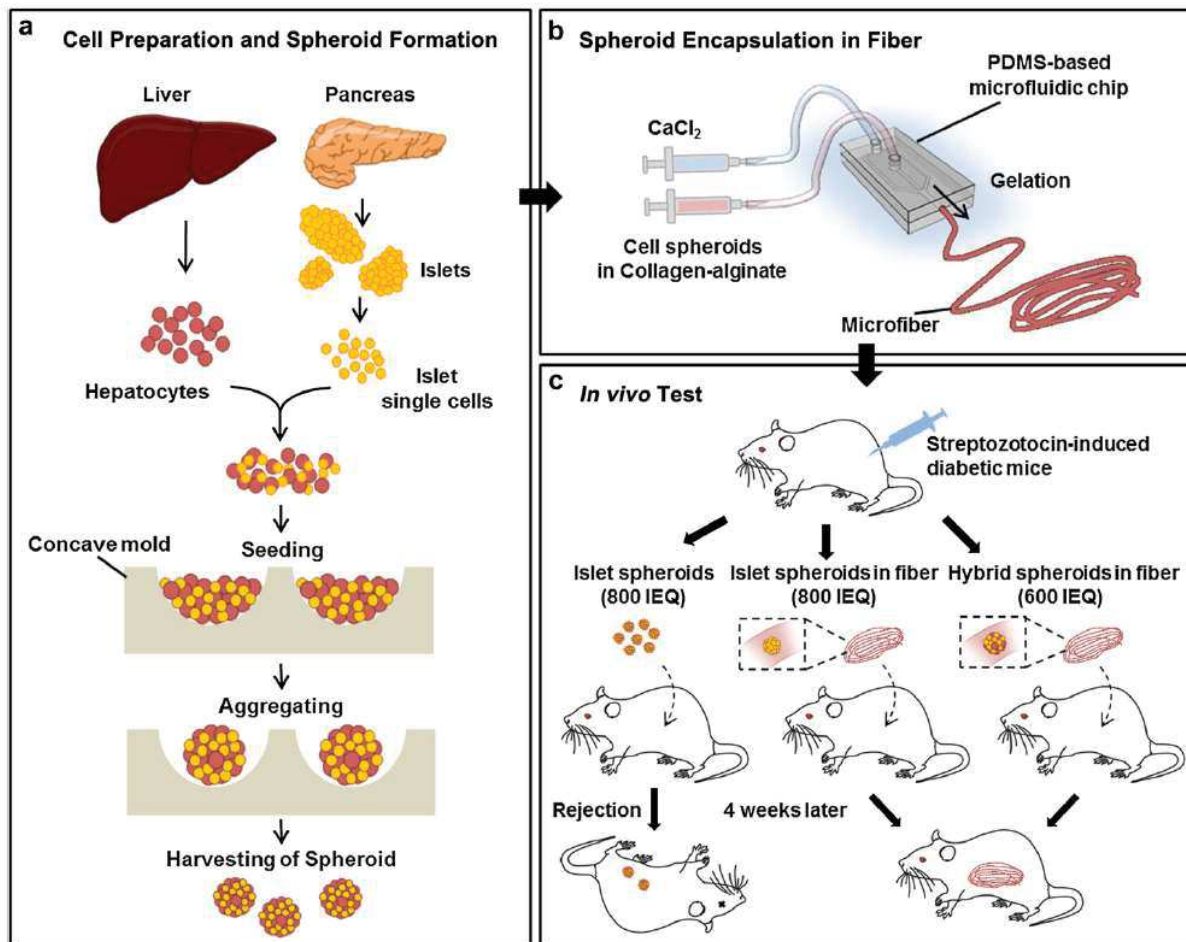 a
Cell Preparation and Spheroid Formation
Liver
Pancreas
Islets
Hepatocytes
Islet
single cells
Concave mold
Seeding
Aggregating
Harvesting of Spheroid
b
Spheroid Encapsulation in Fiber
PDMS-based
microfluidic chip
CaCl₂
Gelation
Cell spheroids
in Collagen-alginate
Microfiber
c
In vivo Test
Streptozotocin-induced
diabetic mice
Islet spheroids
(800 IEQ)
Islet spheroids in fiber
(800 IEQ)
Hybrid spheroids in fiber
(600 IEQ)
Rejection
4 weeks later